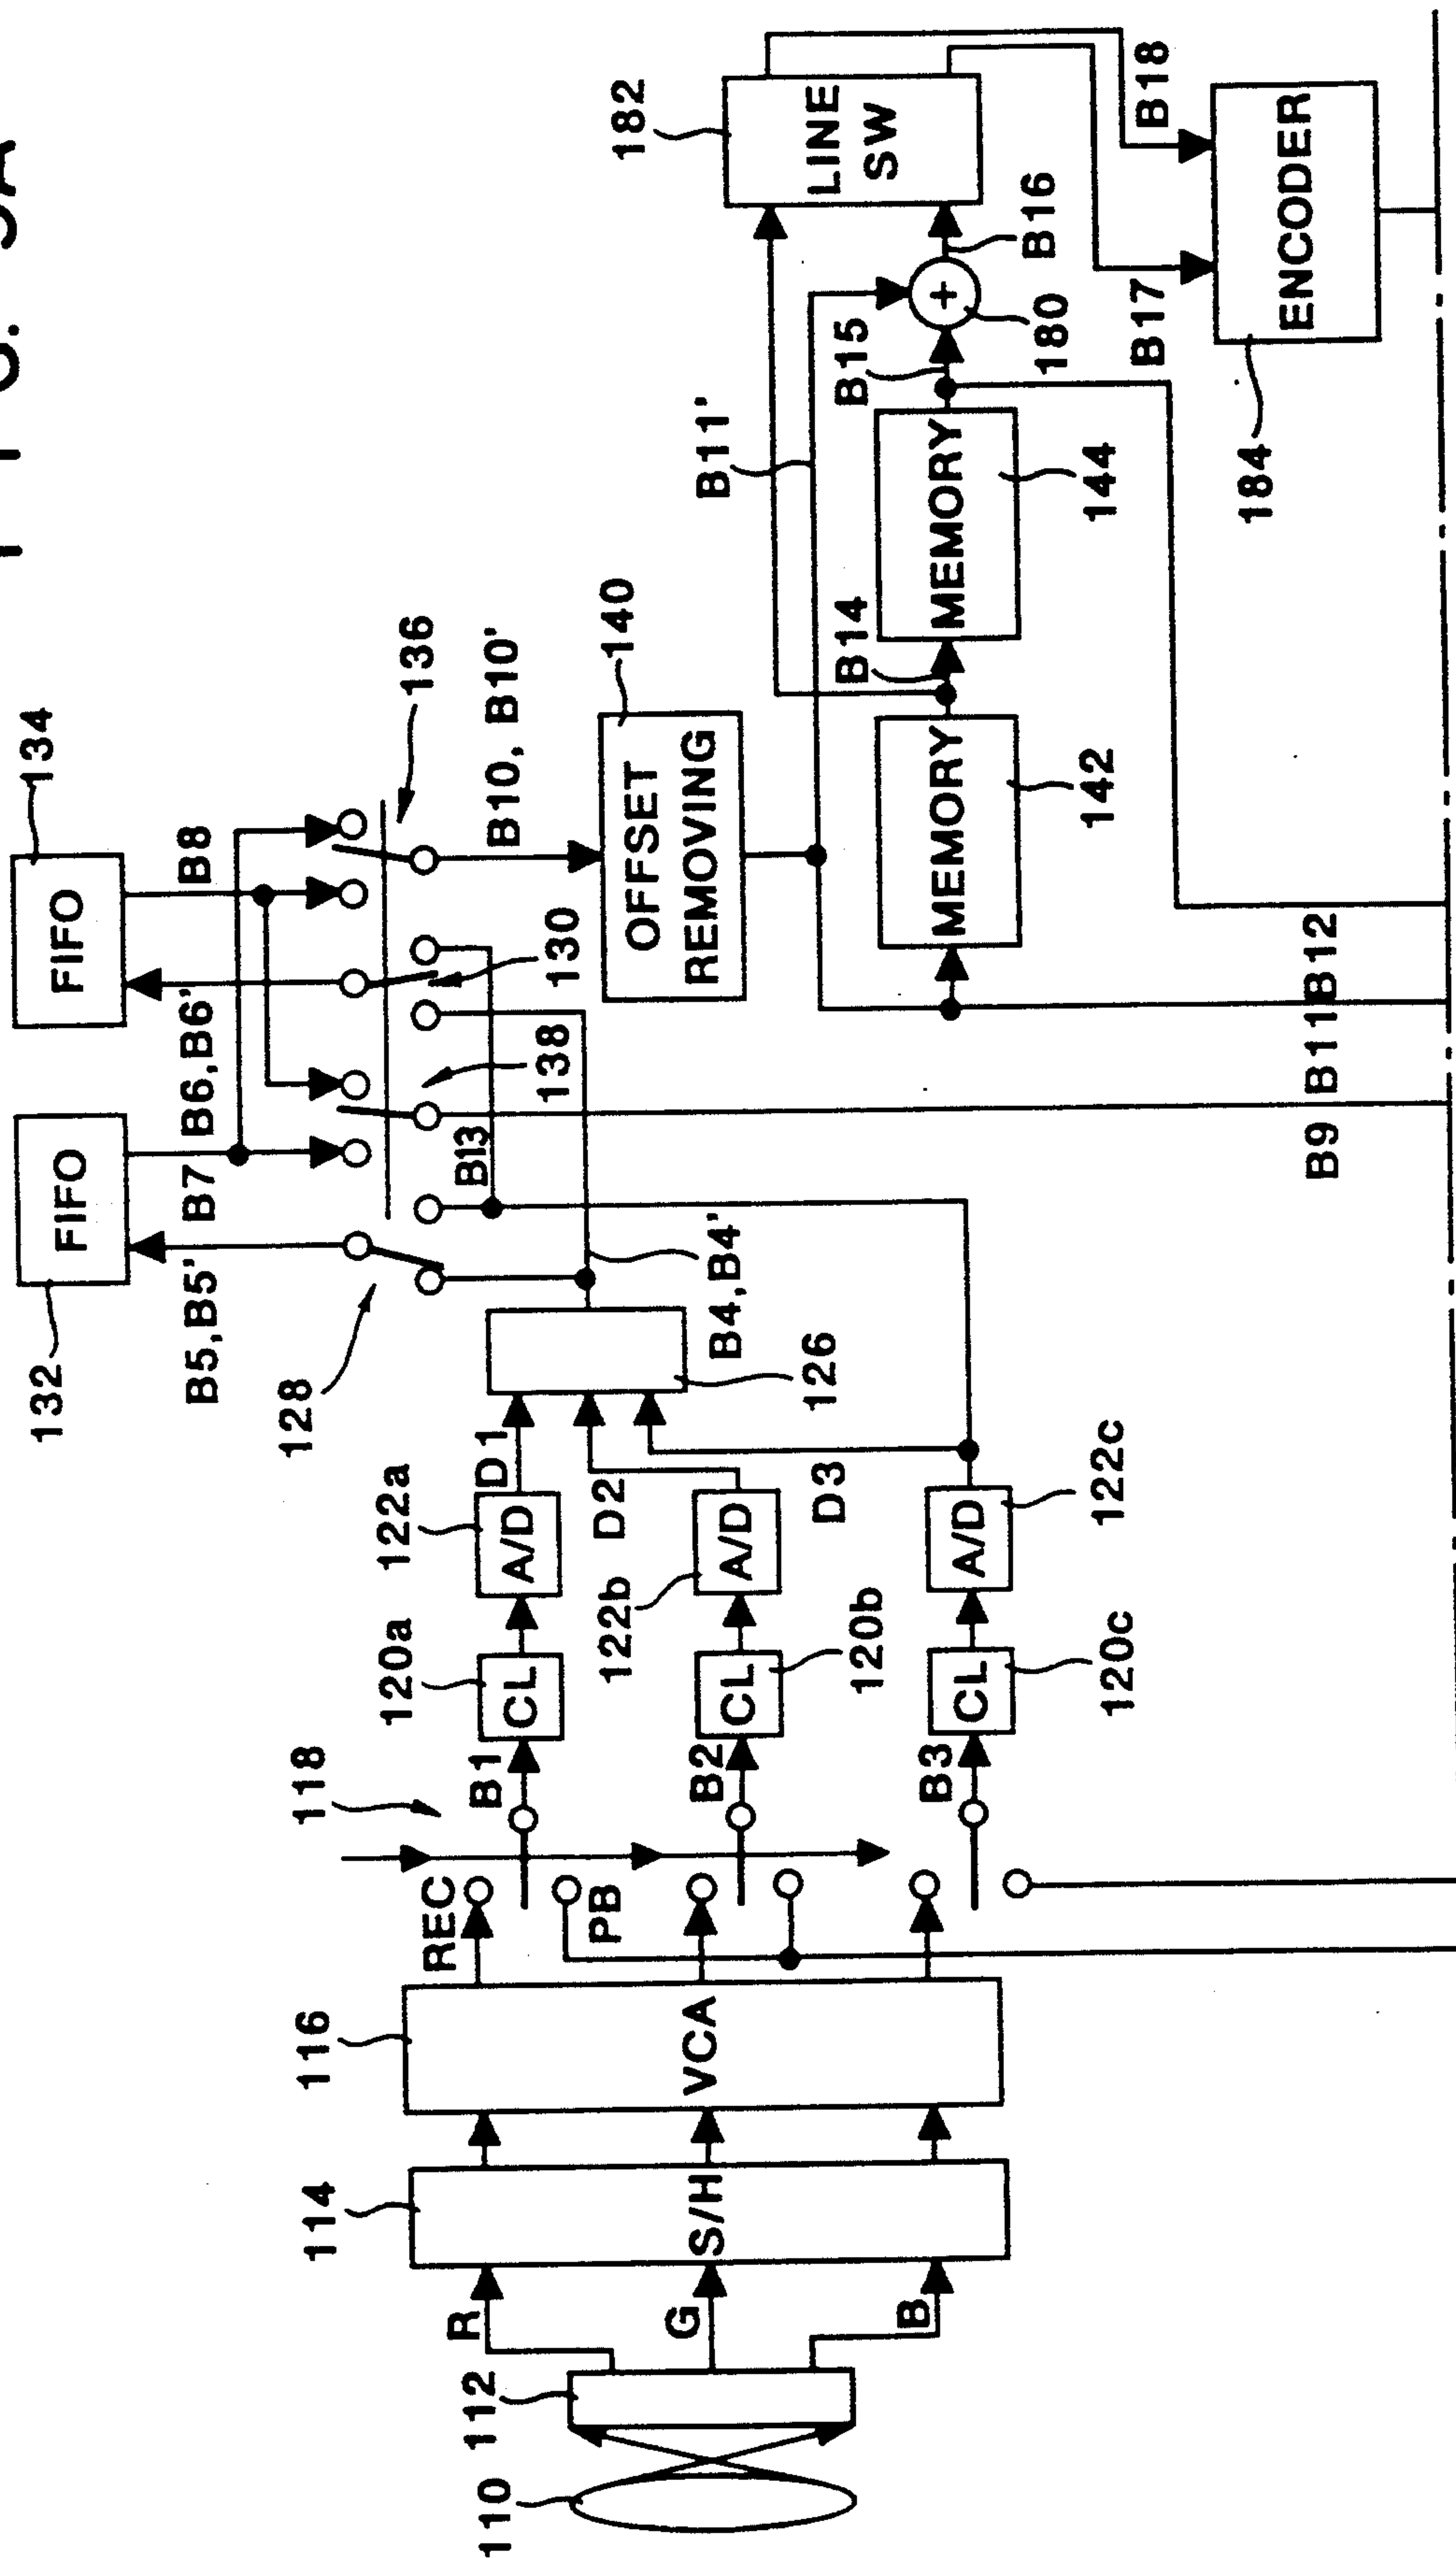 132
FIFO
134
FIFO
B5,B5'
B7
B6,B6'
B8
128
136
B13
138
130
B10, B10'
140
OFFSET
REMOVING
B4,B4'
126
118
120a
122a
REC
B1
CL
A/D
D1
PB
122b
D2
B2
CL
A/D
120b
D3
B3
CL
A/D
120c
122c
110
112
114
116
R
G
B
S/H
VCA
B11'
B14
B15
MEMORY
142
MEMORY
144
+
180
B16
182
LINE
SW
B17
B18
184
ENCODER
B9
B11
B12